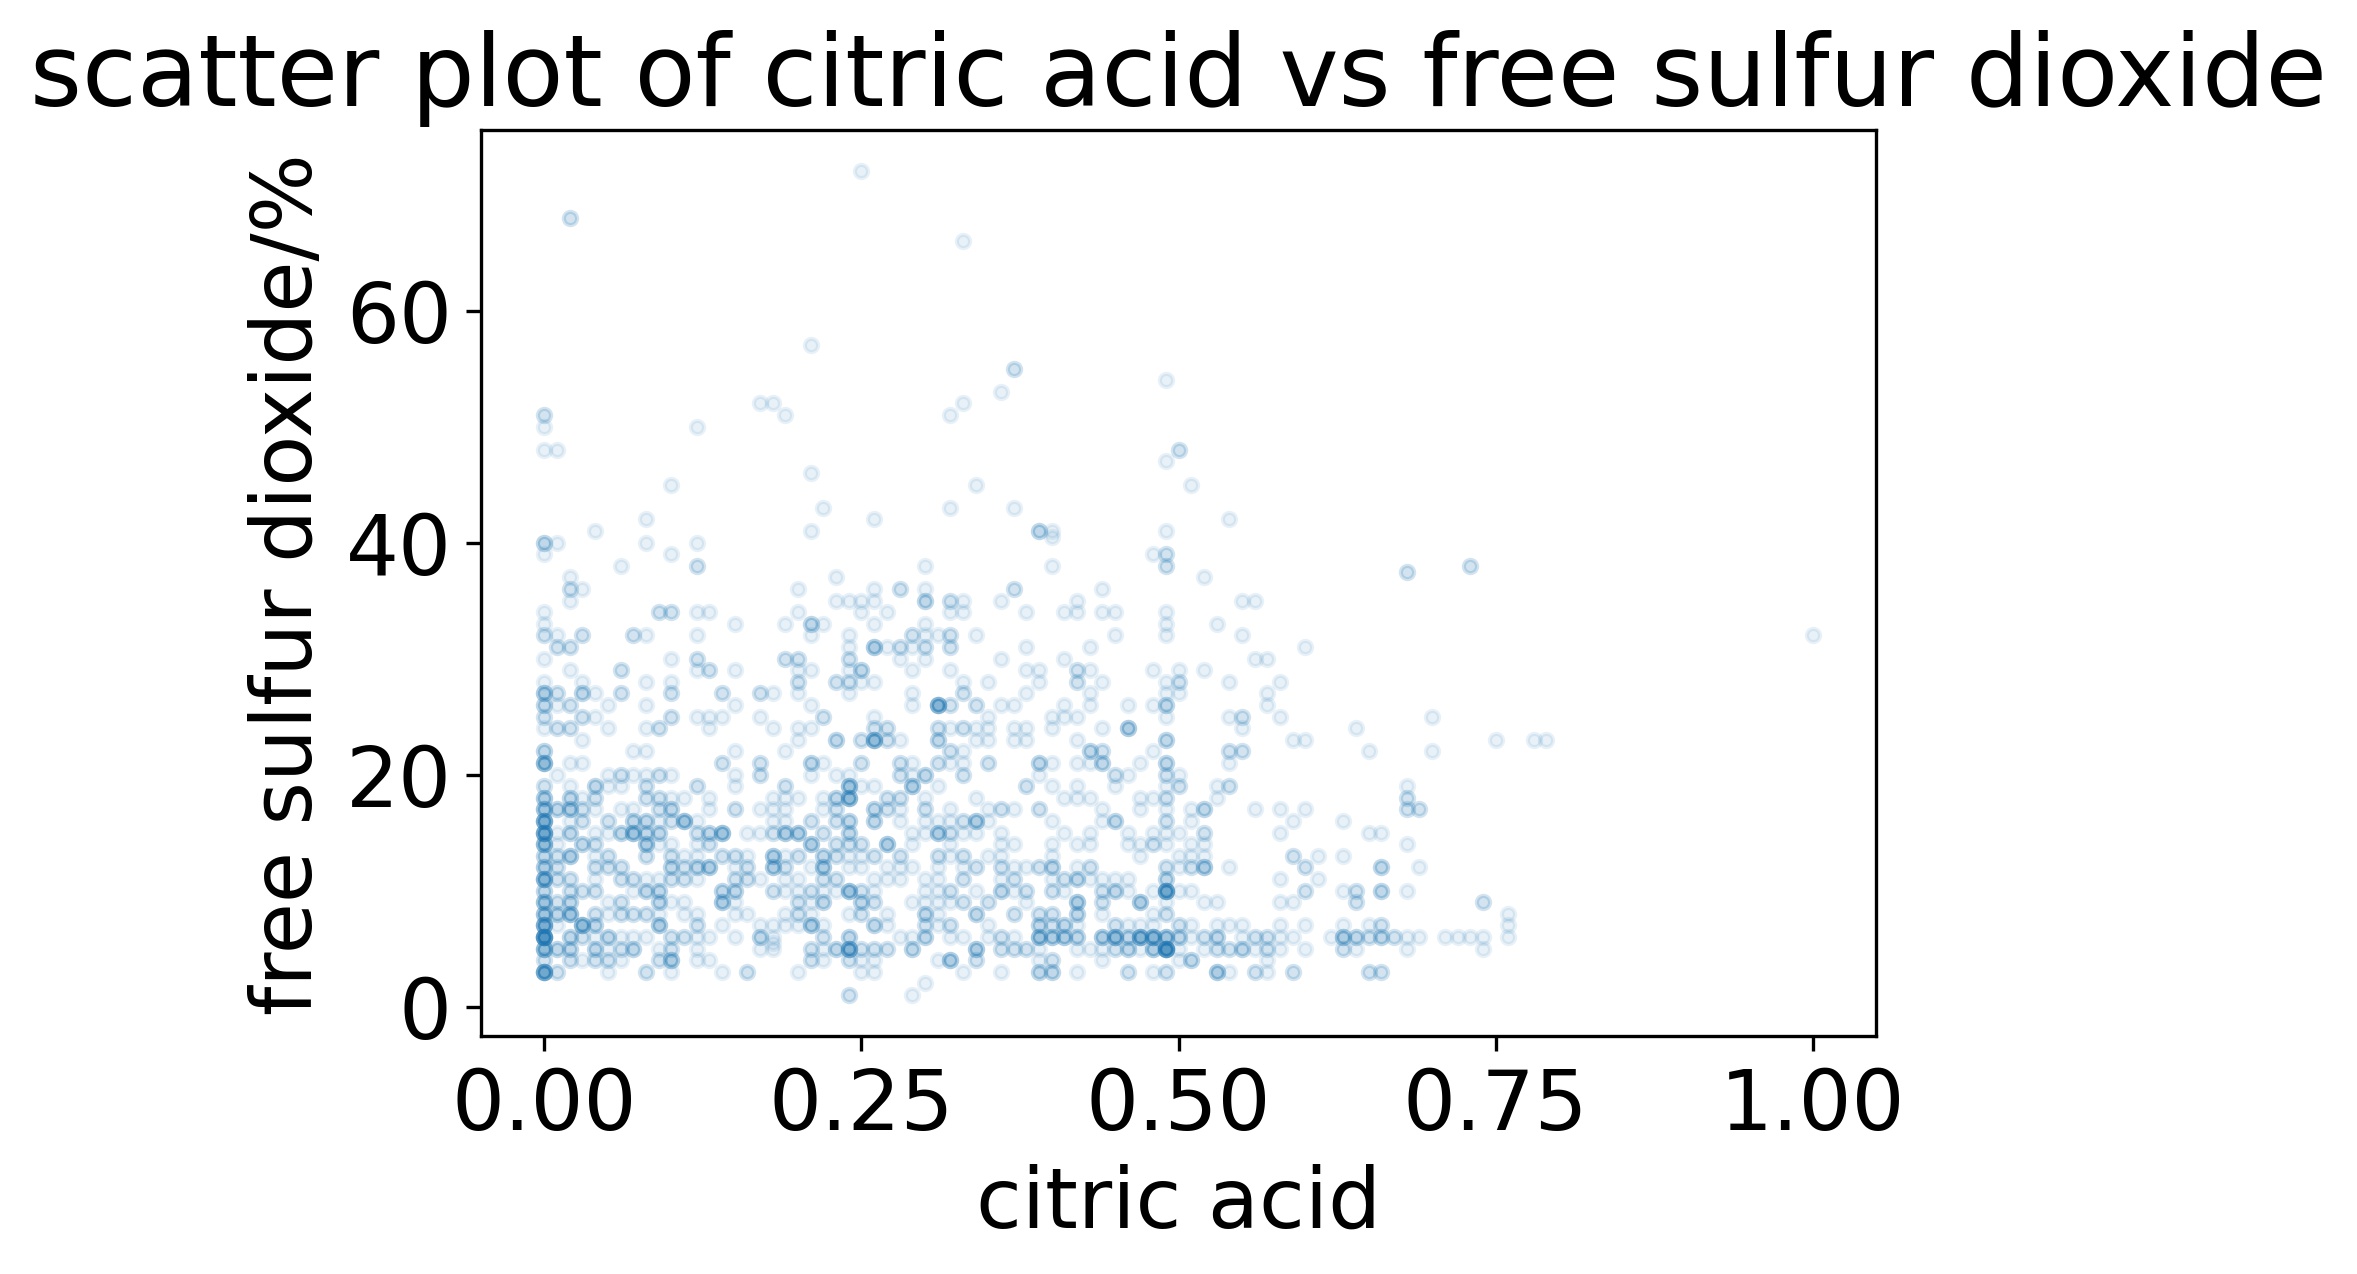 scatter plot of citric acid vs free sulfur dioxide
free sulfur dioxide/%
60
40
20
0
0.00 0.25 0.50 0.75 1.00
citric acid